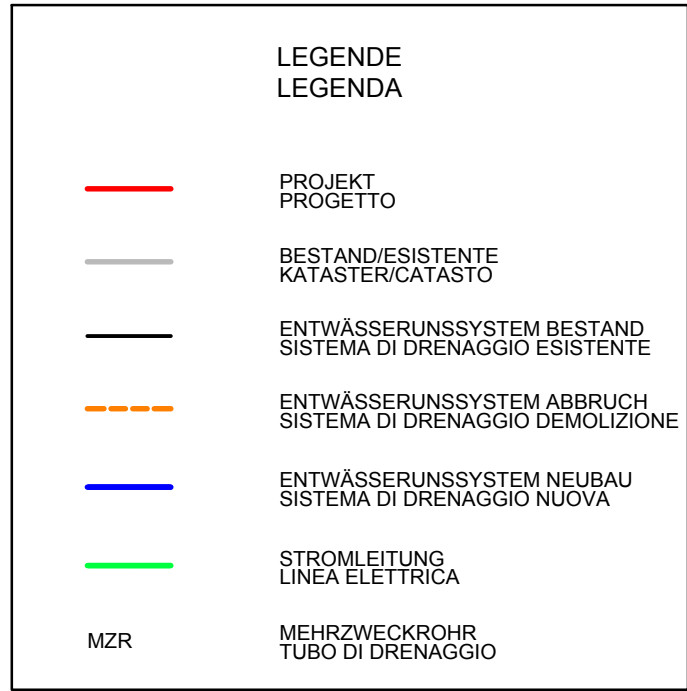 LEGENDE
LEGENDA
PROJEKT
PROGETTO
BESTAND/ESISTENTE
KATASTER/CATASTO
ENTWÄSSERUNSSYSTEM BESTAND
SISTEMA DI DRENAGGIO ESISTENTE
ENTWÄSSERUNSSYSTEM ABBRUCH
SISTEMA DI DRENAGGIO DEMOLIZIONE
ENTWÄSSERUNSSYSTEM NEUBAU
SISTEMA DI DRENAGGIO NUOVA
STROMLEITUNG
LINEA ELETTRICA
MZR
MEHRZWECKROHR
TUBO DI DRENAGGIO